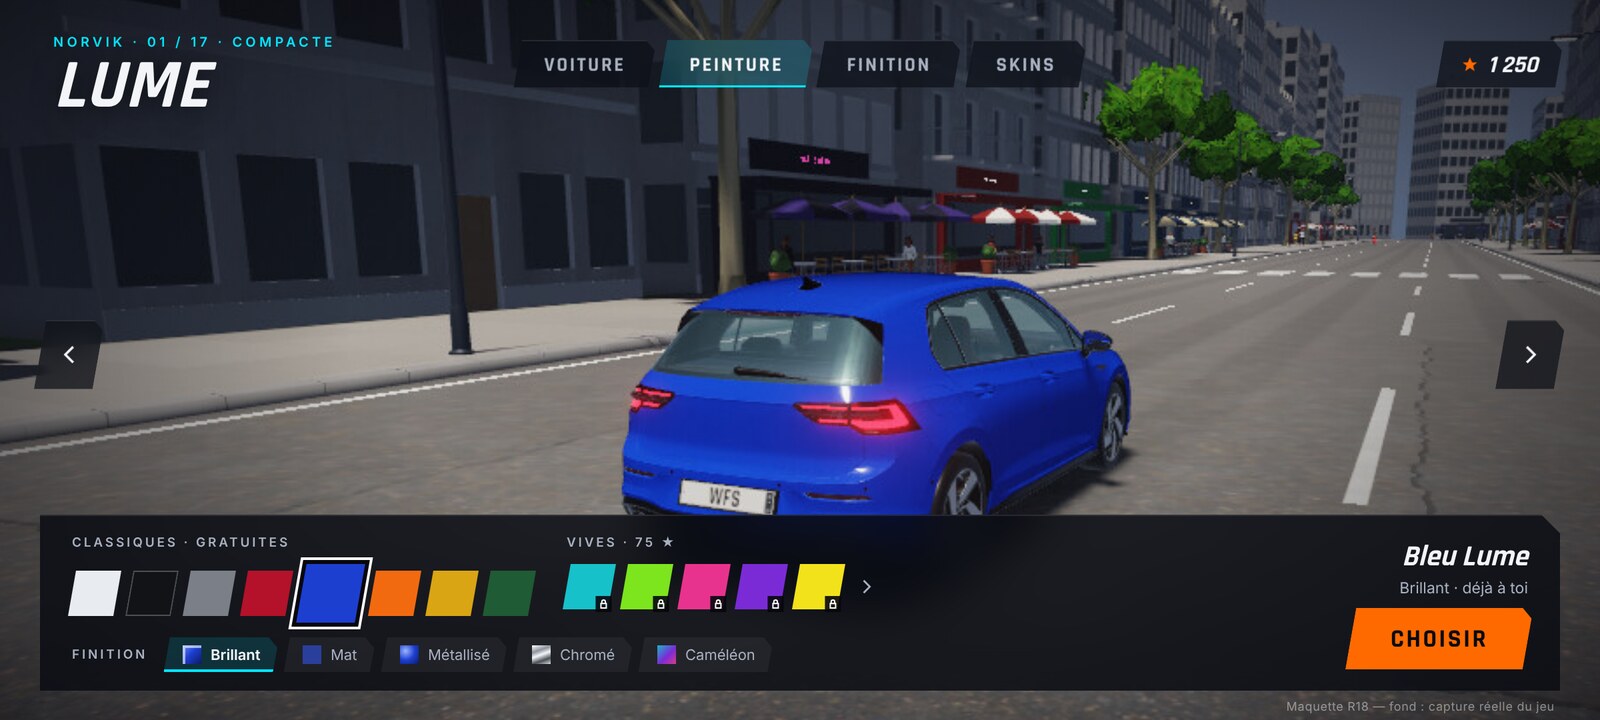 NORVIK · 01 / 17 · COMPACTE
LUME
VOITURE
PEINTURE
FINITION
SKINS
★ 1 250
WFS
CLASSIQUES · GRATUITES
VIVES · 75 ★
Bleu Lume
Brillant · déjà à toi
CHOISIR
FINITION
Brillant
Mat
Métallisé
Chromé
Caméléon
Maquette R18 — fond : capture réelle du jeu